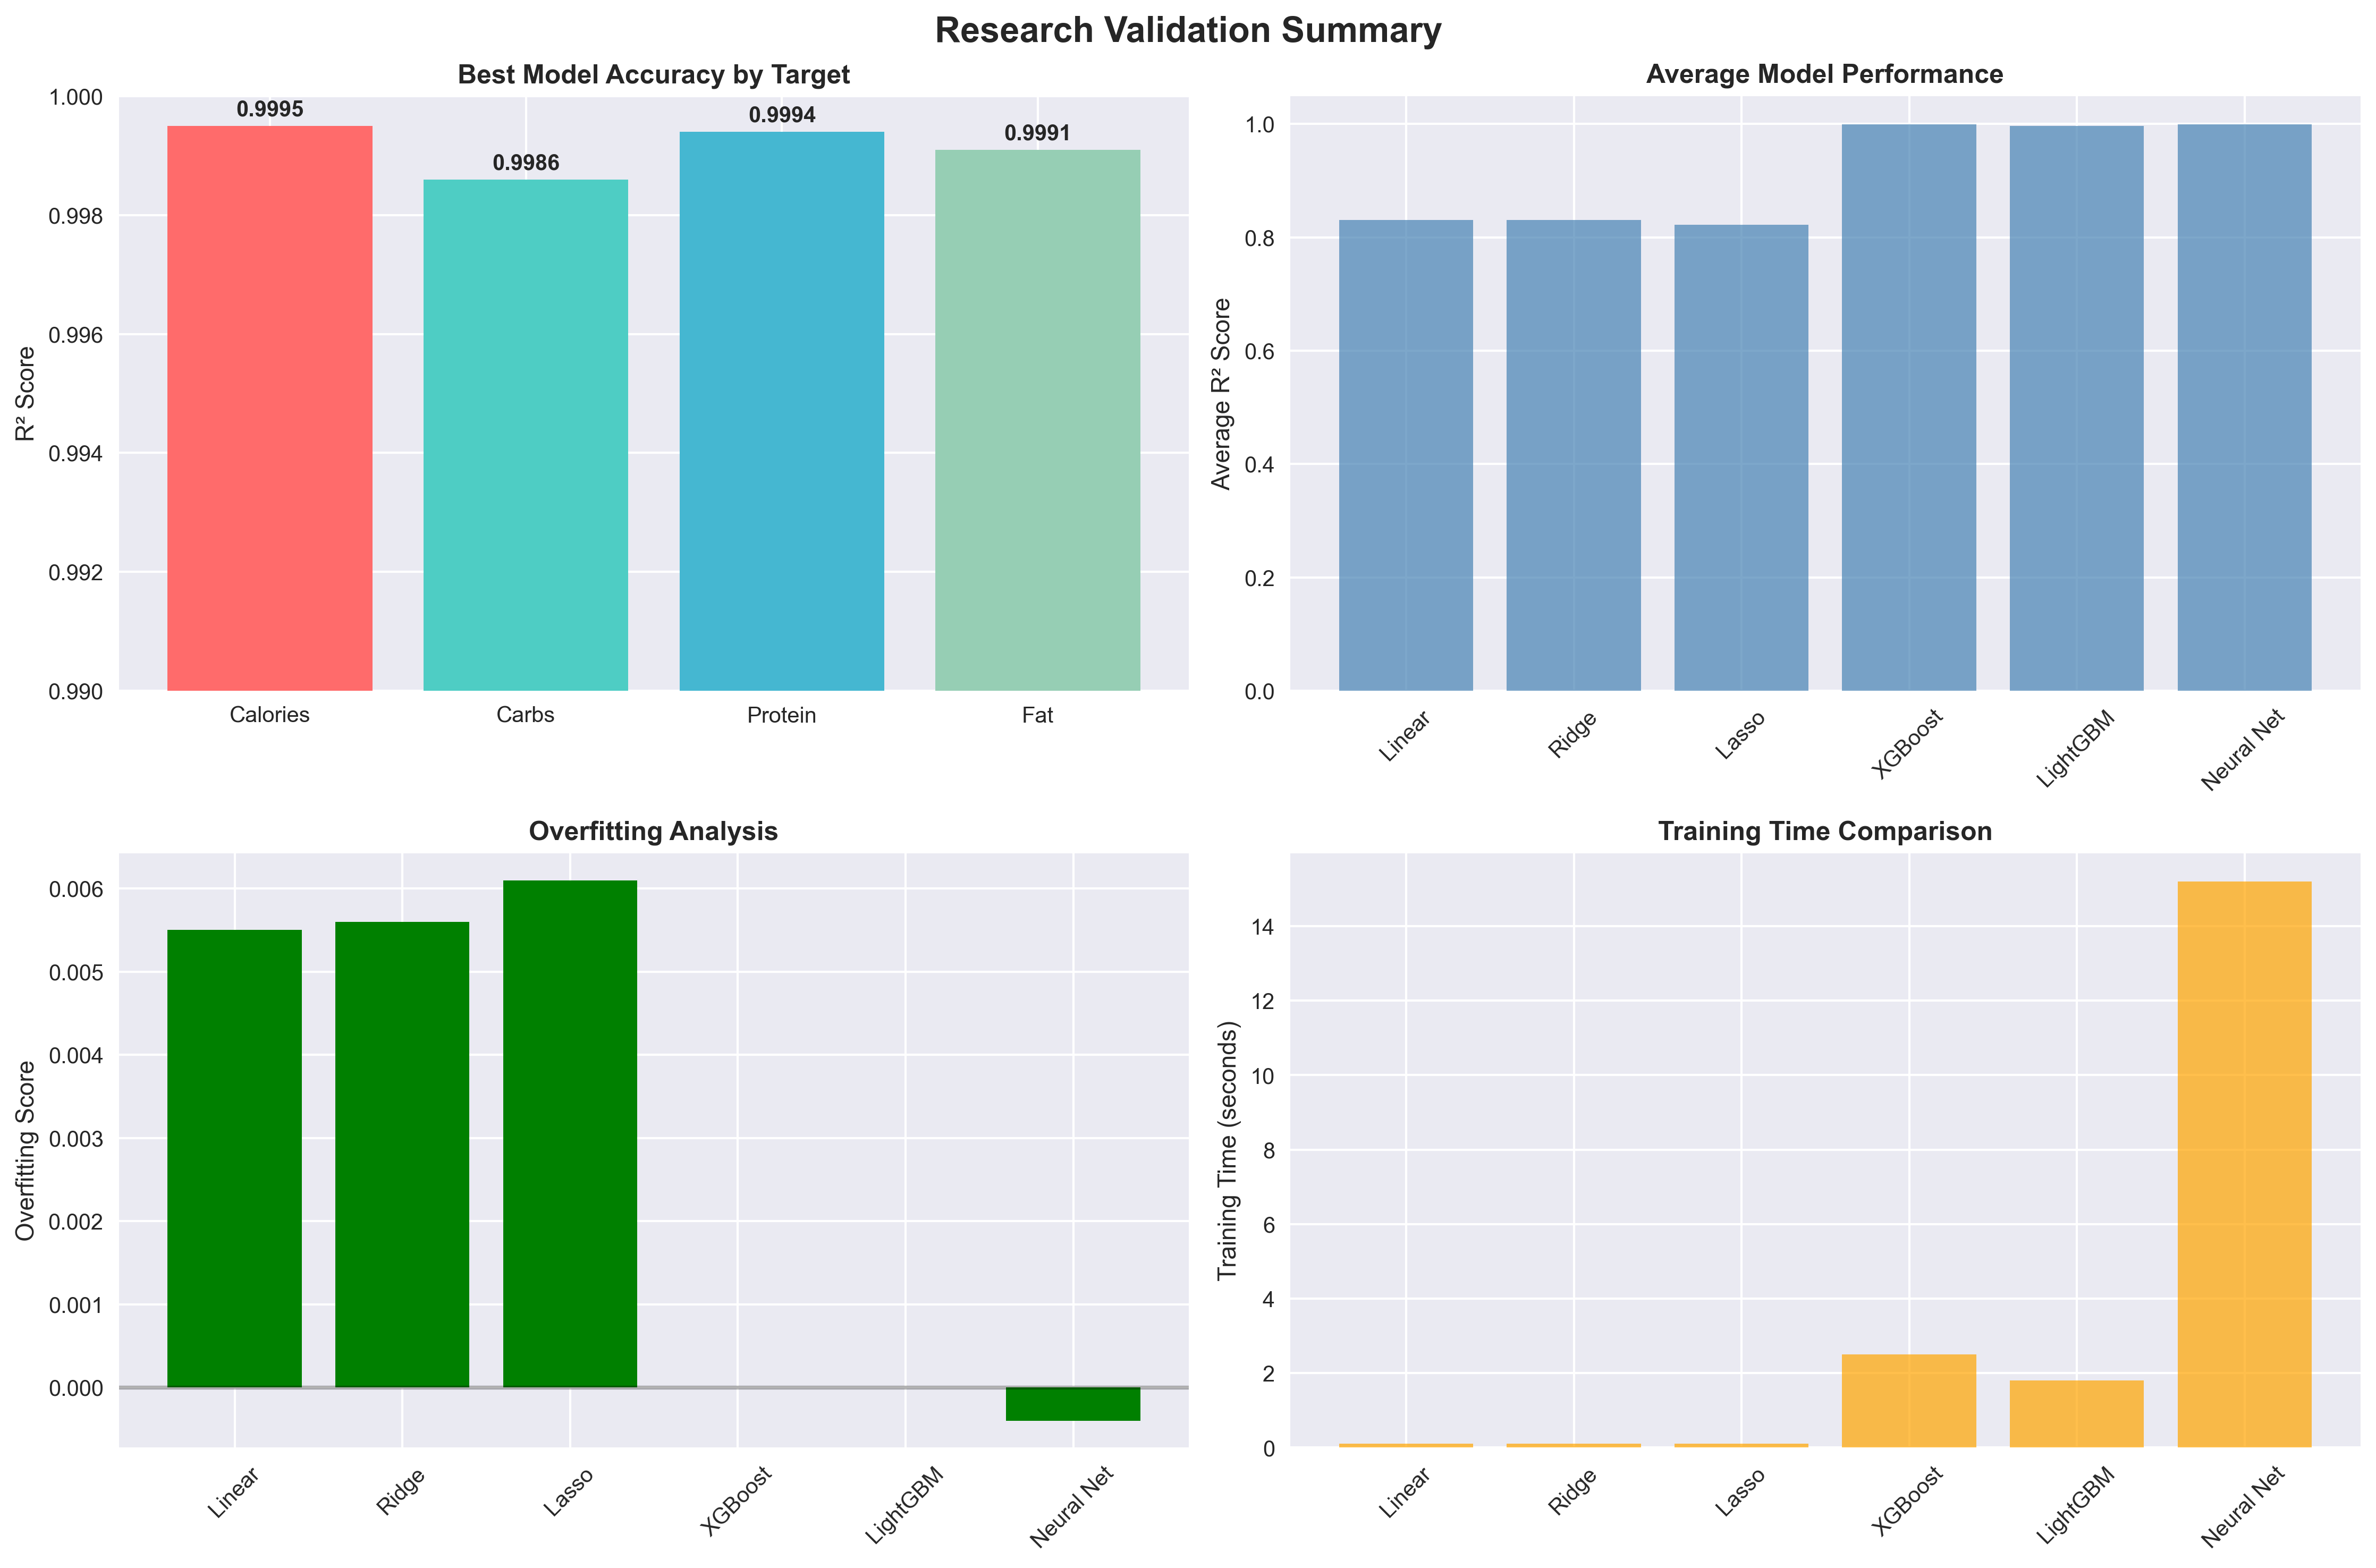 Research Validation Summary
Best Model Accuracy by Target
1.000
0.998
0.996
0.994
0.992
0.990
R² Score
0.9995
0.9986
0.9994
0.9991
Calories
Carbs
Protein
Fat
Average Model Performance
1.0
0.8
0.6
0.4
0.2
0.0
Average R² Score
Linear
Ridge
Lasso
XGBoost
LightGBM
Neural Net
Overfitting Analysis
0.006
0.005
0.004
0.003
0.002
0.001
0.000
Overfitting Score
Linear
Ridge
Lasso
XGBoost
LightGBM
Neural Net
Training Time Comparison
14
12
10
8
6
4
2
0
Training Time (seconds)
Linear
Ridge
Lasso
XGBoost
LightGBM
Neural Net